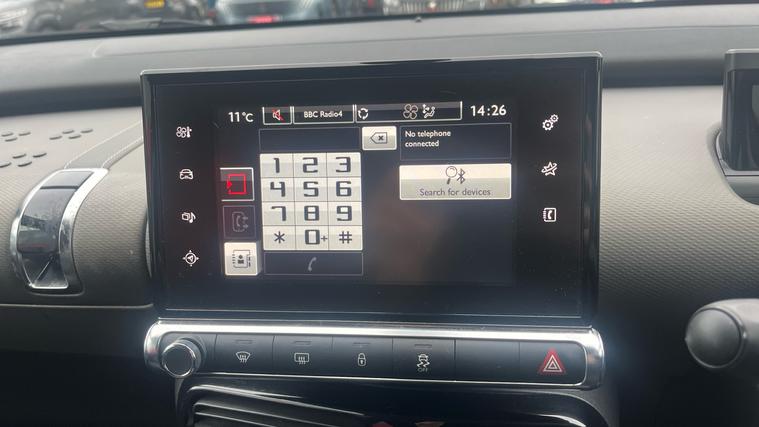 11°C
BBC Radio4
14:26
No telephone
connected
Search for devices
1 2 3
4 5 6
7 8 9
* 0+ #
OFF